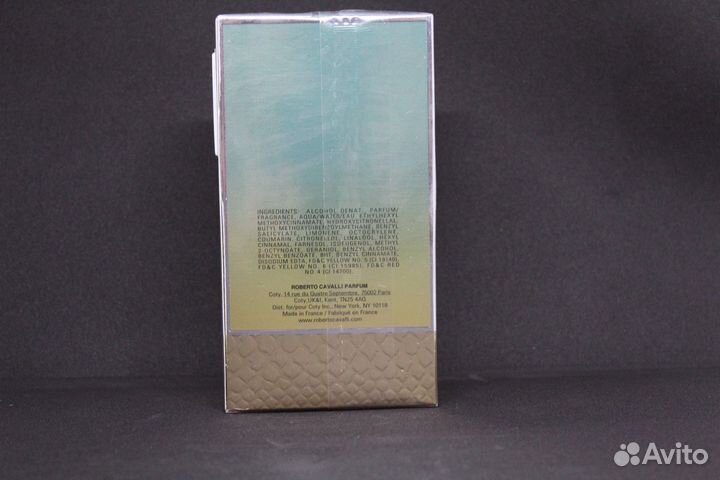 INGREDIENTS: ALCOHOL DENAT., PARFUM/
FRAGRANCE, AQUA/WATER/EAU, ETHYLHEXYL
METHOXYCINNAMATE, HYDROXYCITRONELLAL,
BUTYL METHOXYDIBENZOYLMETHANE, BENZYL
SALICYLATE, LIMONENE, OCTOCRYLENE,
COUMARIN, CITRONELLOL, LINALOOL, HEXYL
CINNAMAL, FARNESOL, ISOEUGENOL, METHYL
2-OCTYNOATE, GERANIOL, BENZYL ALCOHOL,
BENZYL BENZOATE, BHT, BENZYL CINNAMATE,
DISODIUM EDTA, FD&C YELLOW NO. 5 (CI 19140),
FD&C YELLOW NO. 6 (CI 15985), FD&C RED
NO. 4 (CI 14700).
ROBERTO CAVALLI PARFUM
Coty, 14 rue du Quatre-Septembre, 75002 Paris
Coty UK&I, Kent, TN25 4AQ
Dist. for/pour Coty Inc., New York, NY 10118
Made in France / Fabriqué en France
www.robertocavalli.com
Avito